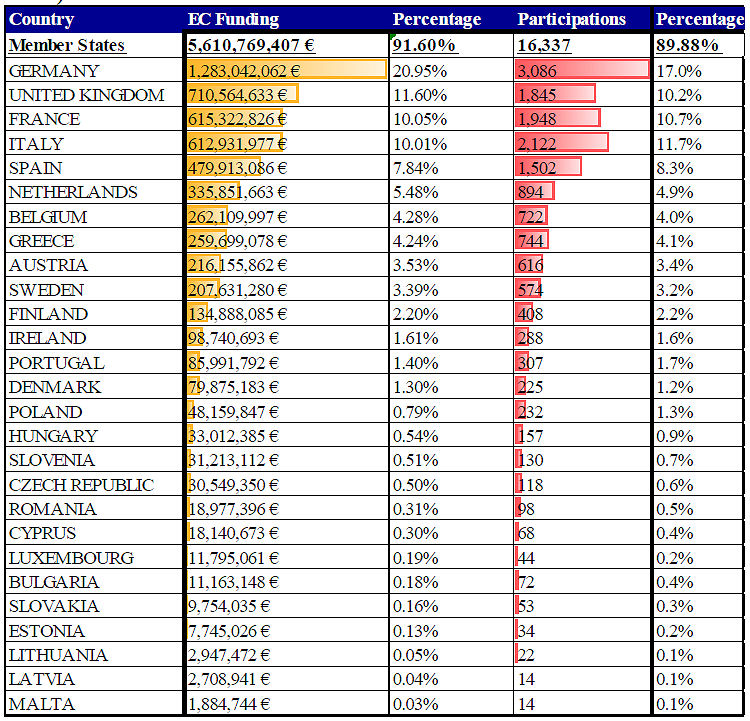 Country EC Funding Percentage Participations Percentage
Member States 5,610,769,407 € 91.60% 16,337 89.88%
GERMANY 1,283,042,062 € 20.95% 3,086 17.0%
UNITED KINGDOM 710,564,633 € 11.60% 1,845 10.2%
FRANCE 615,322,826 € 10.05% 1,948 10.7%
ITALY 612,931,977 € 10.01% 2,122 11.7%
SPAIN 479,913,086 € 7.84% 1,502 8.3%
NETHERLANDS 335,851,663 € 5.48% 894 4.9%
BELGIUM 262,109,997 € 4.28% 722 4.0%
GREECE 259,699,078 € 4.24% 744 4.1%
AUSTRIA 216,155,862 € 3.53% 616 3.4%
SWEDEN 207,631,280 € 3.39% 574 3.2%
FINLAND 134,888,085 € 2.20% 408 2.2%
IRELAND 98,740,693 € 1.61% 288 1.6%
PORTUGAL 85,991,792 € 1.40% 307 1.7%
DENMARK 79,875,183 € 1.30% 225 1.2%
POLAND 48,159,847 € 0.79% 232 1.3%
HUNGARY 33,012,385 € 0.54% 157 0.9%
SLOVENIA 31,213,112 € 0.51% 130 0.7%
CZECH REPUBLIC 30,549,350 € 0.50% 118 0.6%
ROMANIA 18,977,396 € 0.31% 98 0.5%
CYPRUS 18,140,673 € 0.30% 68 0.4%
LUXEMBOURG 11,795,061 € 0.19% 44 0.2%
BULGARIA 11,163,148 € 0.18% 72 0.4%
SLOVAKIA 9,754,035 € 0.16% 53 0.3%
ESTONIA 7,745,026 € 0.13% 34 0.2%
LITHUANIA 2,947,472 € 0.05% 22 0.1%
LATVIA 2,708,941 € 0.04% 14 0.1%
MALTA 1,884,744 € 0.03% 14 0.1%